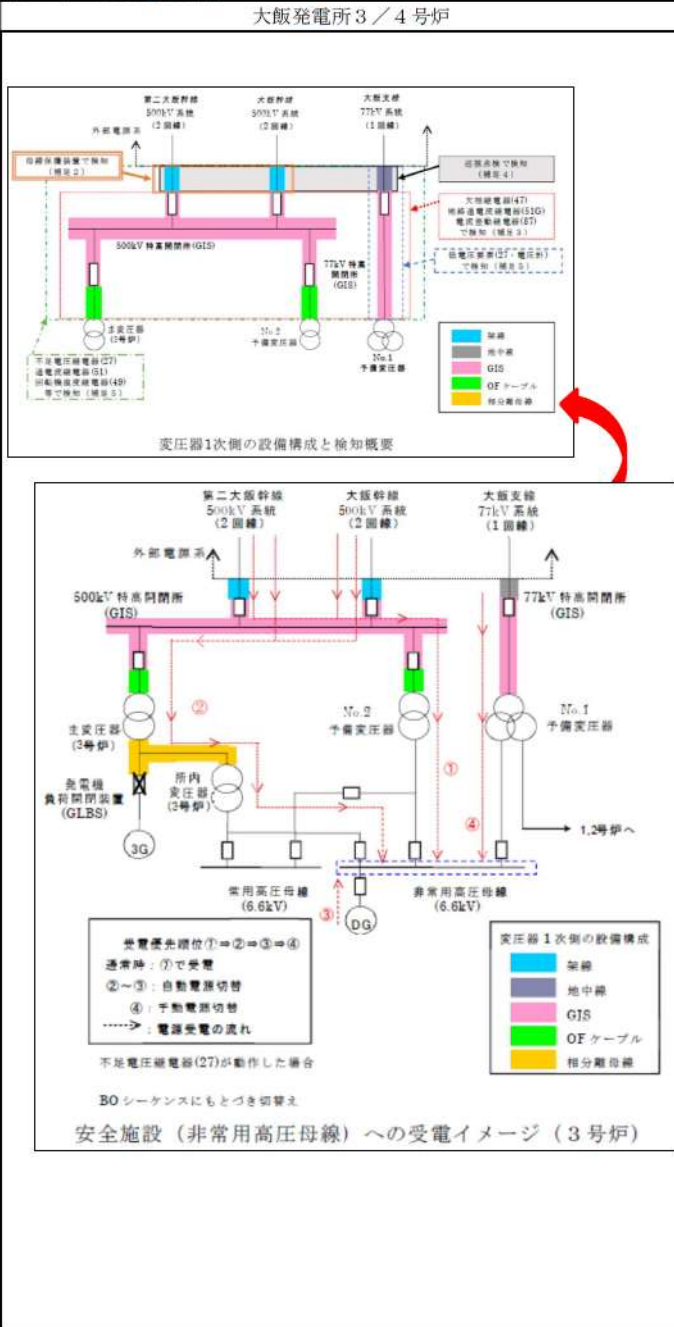 大飯発電所３／４号炉
第二大飯幹線
500kV 系統
(2 回線)
大飯幹線
500kV 系統
(2 回線)
大飯支線
77kV 系統
(1 回線)
外部電源系
母線保護装置で検知
(補足 2)
巡視点検で検知
(補足 4)
欠相継電器(47)
地絡過電流継電器(51G)
電流差動継電器(87)
で検知 (補足 3)
低電圧要素(27・電圧計)
で検知 (補足 5)
500kV 特高開閉所(GIS)
77kV 特高
開閉所
(GIS)
主変圧器
(3号炉)
No.2
予備変圧器
No.1
予備変圧器
不足電圧継電器(27)
過電流継電器(51)
回転機温度継電器(49)
等で検知 (補足 5)
架線
地中線
GIS
OF ケーブル
相分離母線
変圧器1次側の設備構成と検知概要
第二大飯幹線
500kV 系統
(2 回線)
大飯幹線
500kV 系統
(2 回線)
大飯支線
77kV 系統
(1 回線)
外部電源系
500kV 特高開閉所
(GIS)
77kV 特高開閉所
(GIS)
②
主変圧器
(3号炉)
No.2
予備変圧器
No.1
予備変圧器
①
発電機
負荷開閉装置
(GLBS)
所内
変圧器
(3号炉)
④
1,2号炉へ
3G
常用高圧母線
(6.6kV)
③
DG
非常用高圧母線
(6.6kV)
受電優先順位①⇒②⇒③⇒④
通常時：①で受電
②～③：自動電源切替
④：手動電源切替
：電源受電の流れ
変圧器 1 次側の設備構成
架線
地中線
GIS
OF ケーブル
相分離母線
不足電圧継電器(27)が動作した場合
BO シーケンスにもとづき切替え
安全施設（非常用高圧母線）への受電イメージ（３号炉）